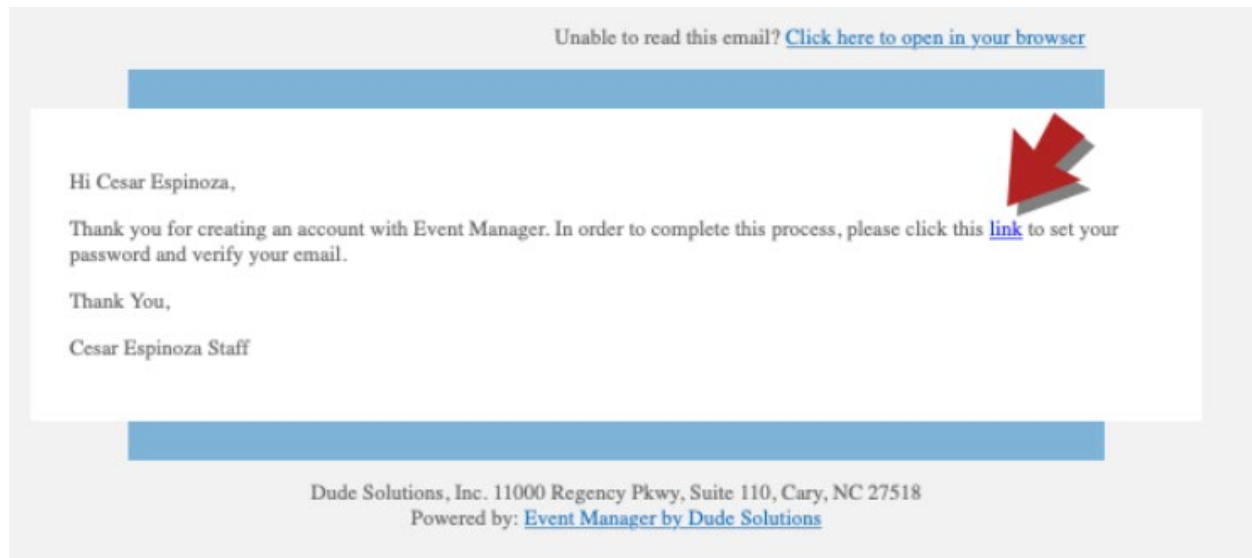 Unable to read this email? Click here to open in your browser
Hi Cesar Espinoza,
Thank you for creating an account with Event Manager. In order to complete this process, please click this link to set your
password and verify your email.
Thank You,
Cesar Espinoza Staff
Dude Solutions, Inc. 11000 Regency Pkwy, Suite 110, Cary, NC 27518
Powered by: Event Manager by Dude Solutions